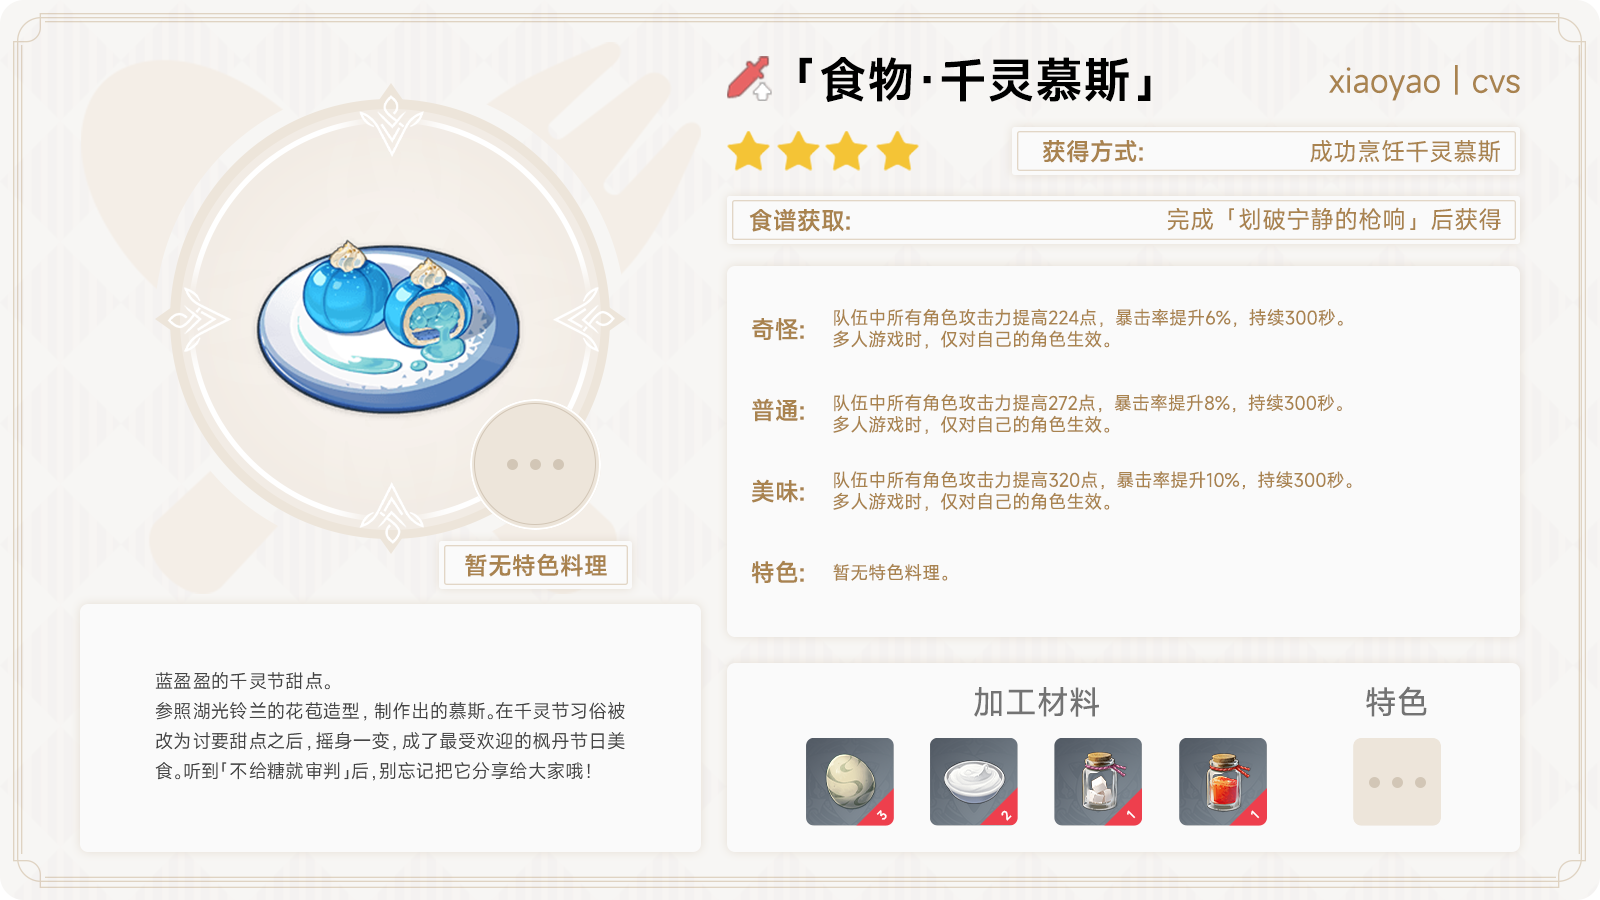 「食物·千灵慕斯」
xiaoyao | cvs
获得方式:
成功烹饪千灵慕斯
食谱获取:
完成「划破宁静的枪响」后获得
奇怪:
队伍中所有角色攻击力提高224点，暴击率提升6%，持续300秒。
多人游戏时，仅对自己的角色生效。
普通:
队伍中所有角色攻击力提高272点，暴击率提升8%，持续300秒。
多人游戏时，仅对自己的角色生效。
美味:
队伍中所有角色攻击力提高320点，暴击率提升10%，持续300秒。
多人游戏时，仅对自己的角色生效。
特色:
暂无特色料理。
暂无特色料理
蓝盈盈的千灵节甜点。
参照湖光铃兰的花苞造型，制作出的慕斯。在千灵节习俗被
改为讨要甜点之后，摇身一变，成了最受欢迎的枫丹节日美
食。听到「不给糖就审判」后，别忘记把它分享给大家哦！
加工材料
特色
3
2
1
1